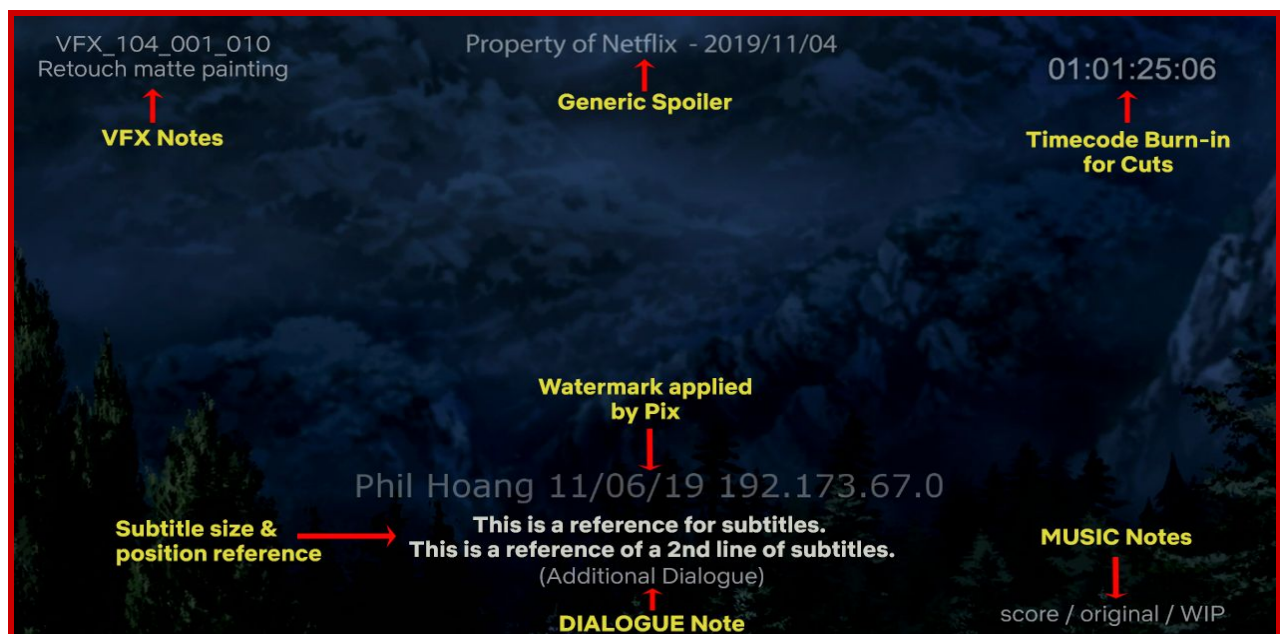 VFX_104_001_010
Retouch matte painting
VFX Notes
Property of Netflix - 2019/11/04
Generic Spoiler
01:01:25:06
Timecode Burn-in
for Cuts
Watermark applied
by Pix
Phil Hoang 11/06/19 192.173.67.0
Subtitle size &
position reference
This is a reference for subtitles.
This is a reference of a 2nd line of subtitles.
(Additional Dialogue)
DIALOGUE Note
MUSIC Notes
score / original / WIP